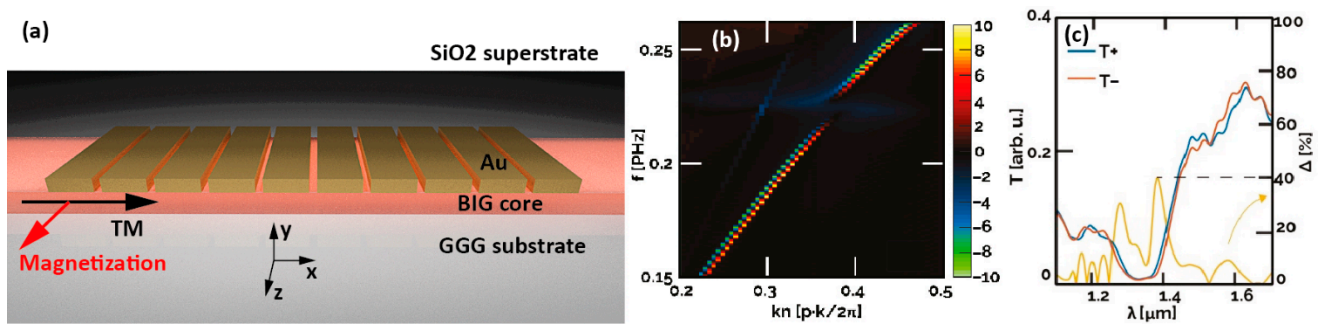 (a)
SiO2 superstrate
Au
BIG core
TM
GGG substrate
Magnetization
y
x
z
(b)
0.25
0.2
0.15
f [PHz]
0.2
0.3
0.4
0.5
kn [p·k/2π]
10
8
6
4
2
0
−2
−4
−6
−8
−10
(c)
T+
T−
0.4
0.2
0
T [arb. u.]
1.2
1.4
1.6
λ [μm]
100
80
60
40
20
0
Δ [%]